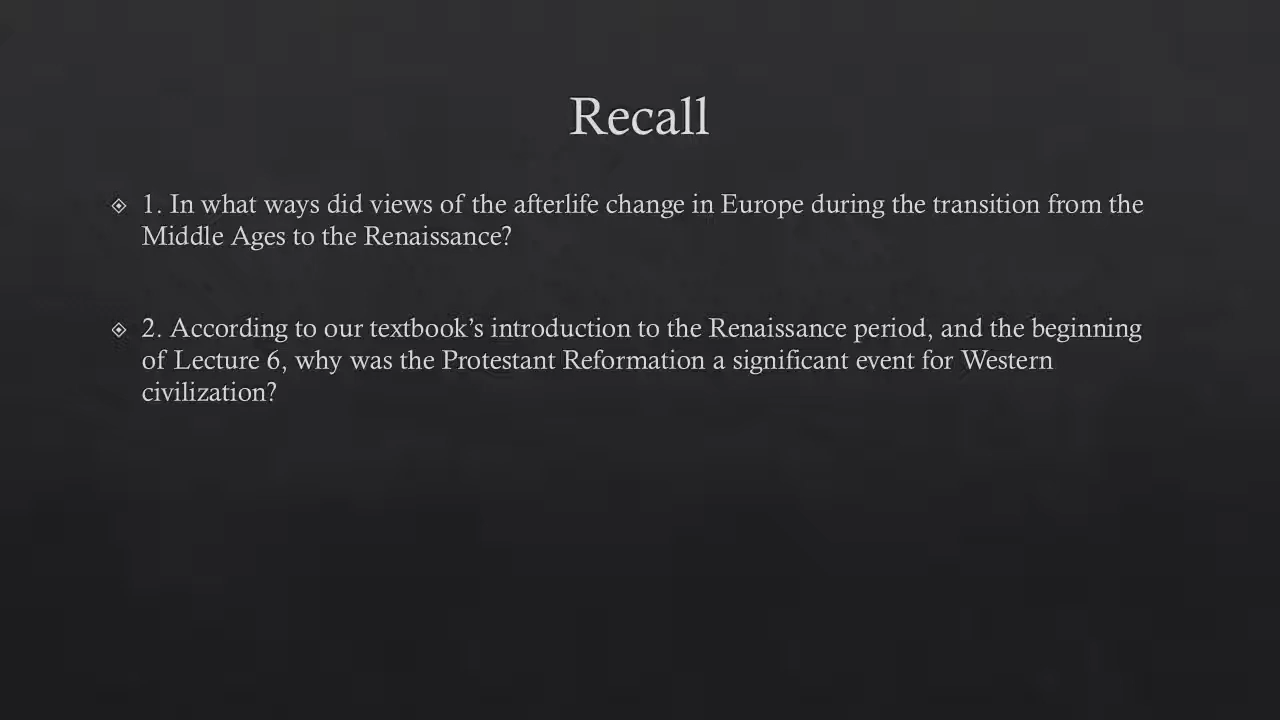 Recall
1. In what ways did views of the afterlife change in Europe during the transition from the
Middle Ages to the Renaissance?
2. According to our textbook’s introduction to the Renaissance period, and the beginning
of Lecture 6, why was the Protestant Reformation a significant event for Western
civilization?